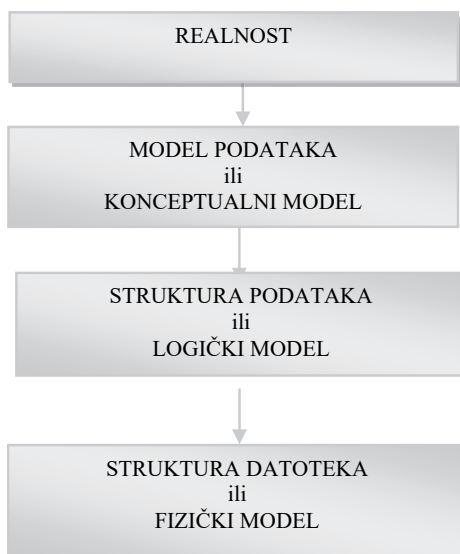 REALNOST
MODEL PODATAKA
ili
KONCEPTUALNI MODEL
STRUKTURA PODATAKA
ili
LOGIČKI MODEL
STRUKTURA DATOTEKA
ili
FIZIČKI MODEL